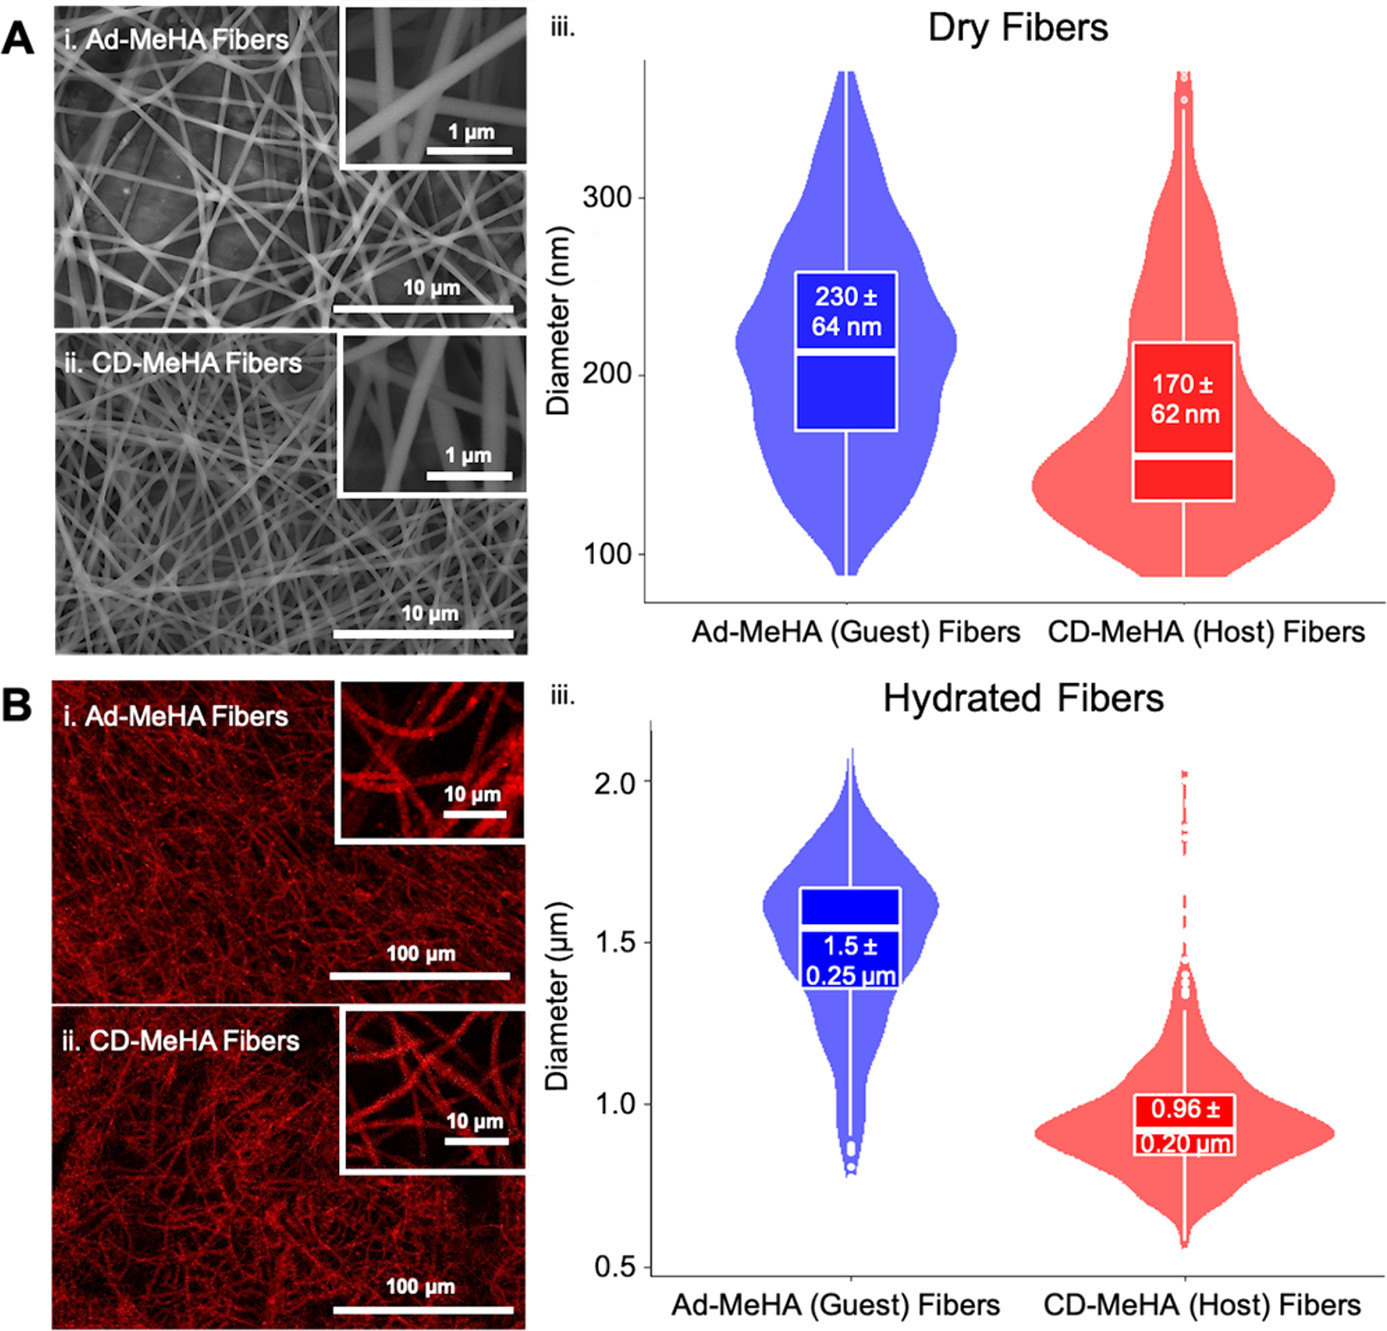 A
i. Ad-MeHA Fibers
1 µm
10 µm
ii. CD-MeHA Fibers
1 µm
10 µm
iii.
Dry Fibers
Diameter (nm)
300
200
100
230 ±
64 nm
170 ±
62 nm
Ad-MeHA (Guest) Fibers
CD-MeHA (Host) Fibers
B
i. Ad-MeHA Fibers
10 µm
100 µm
ii. CD-MeHA Fibers
10 µm
100 µm
iii.
Hydrated Fibers
Diameter (µm)
2.0
1.5
1.0
0.5
1.5 ±
0.25 µm
0.96 ±
0.20 µm
Ad-MeHA (Guest) Fibers
CD-MeHA (Host) Fibers